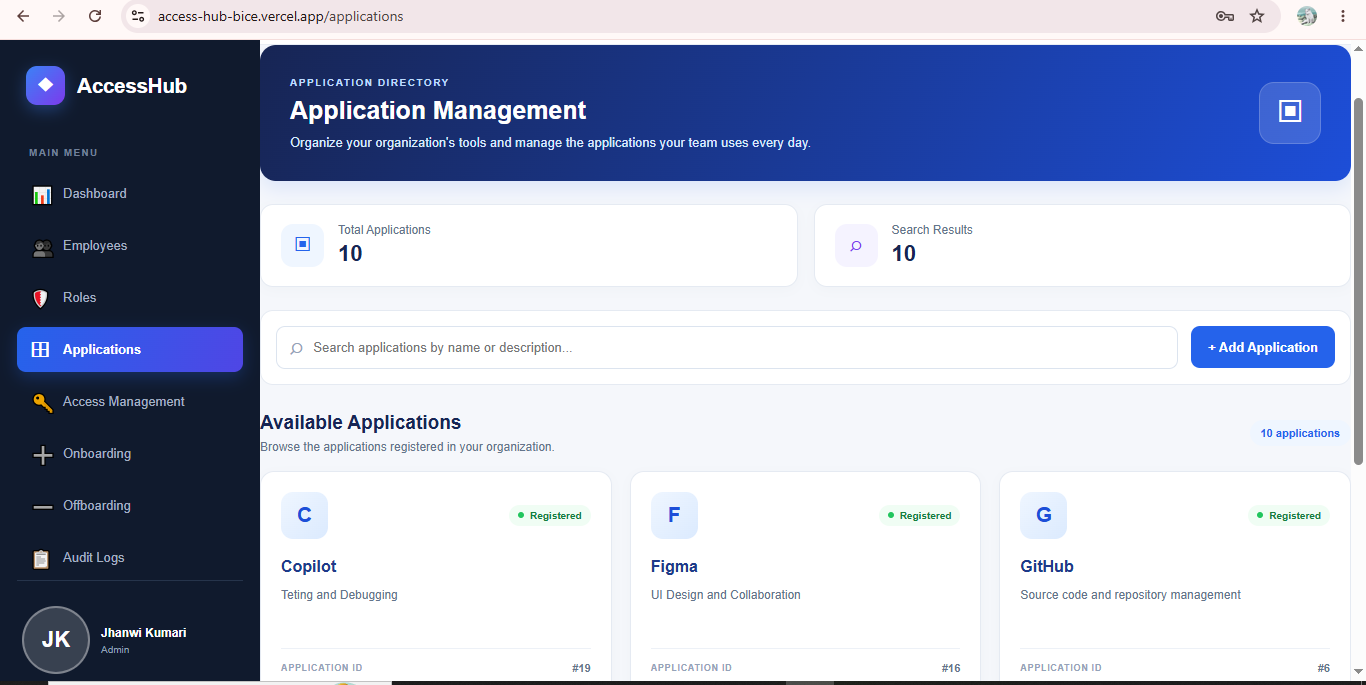 access-hub-bice.vercel.app/applications
AccessHub
MAIN MENU
Dashboard
Employees
Roles
Applications
Access Management
Onboarding
Offboarding
Audit Logs
JK
Jhanwi Kumari
Admin
APPLICATION DIRECTORY
Application Management
Organize your organization's tools and manage the applications your team uses every day.
Total Applications
10
Search Results
10
Search applications by name or description...
+ Add Application
Available Applications
Browse the applications registered in your organization.
10 applications
C
Registered
Copilot
Teting and Debugging
APPLICATION ID
#19
F
Registered
Figma
UI Design and Collaboration
APPLICATION ID
#16
G
Registered
GitHub
Source code and repository management
APPLICATION ID
#6